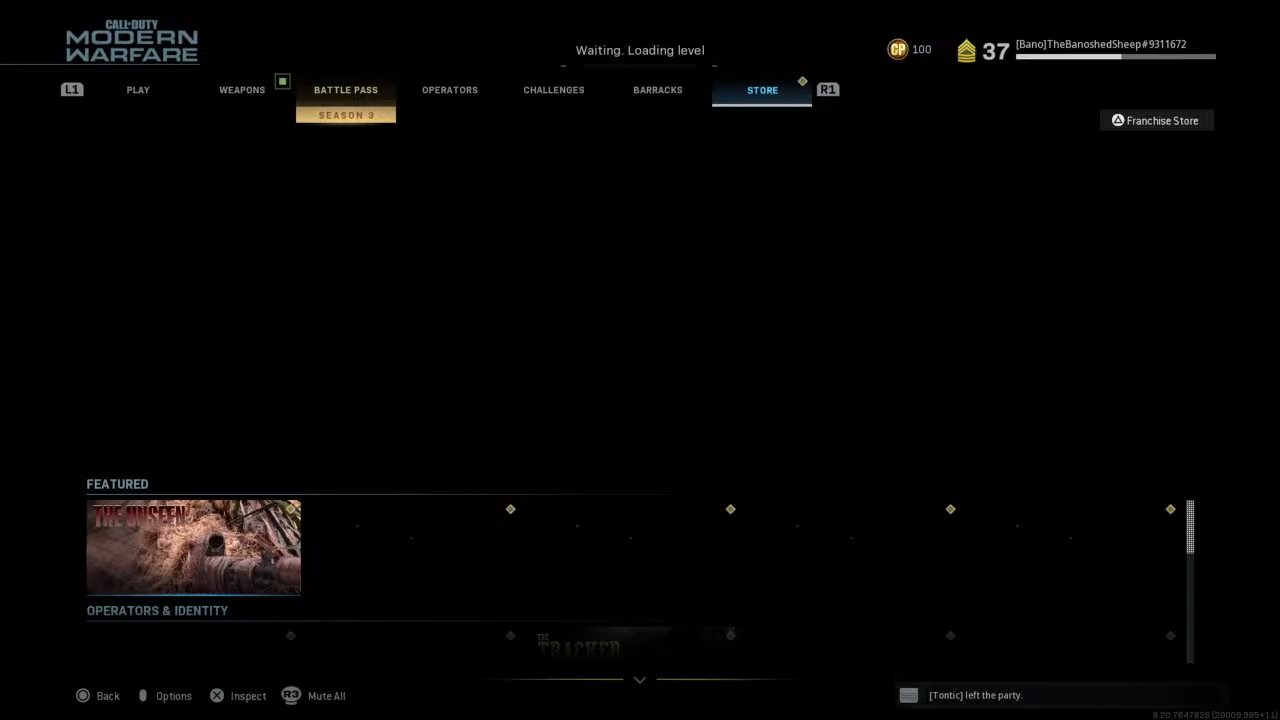 CALL OF DUTY
MODERN
WARFARE
Waiting. Loading level
CP 100
37
[Bano]TheBanoshedSheep#9311672
L1
PLAY
WEAPONS
BATTLE PASS
SEASON 3
OPERATORS
CHALLENGES
BARRACKS
STORE
R1
Franchise Store
FEATURED
THE UNSEEN
OPERATORS & IDENTITY
THE
TRACKER
Back
Options
Inspect
R3 Mute All
[Tontic] left the party.